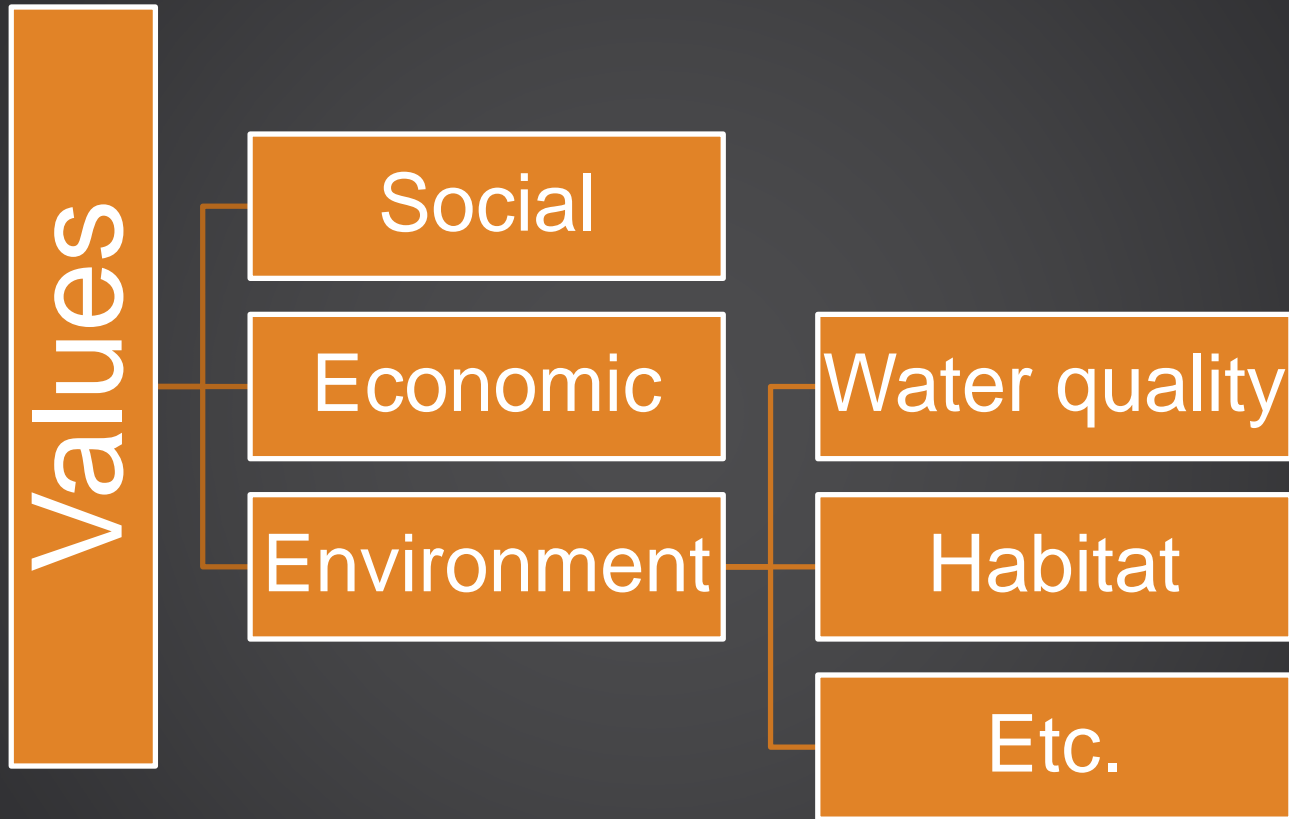 Values
Social
Economic
Environment
Water quality
Habitat
Etc.